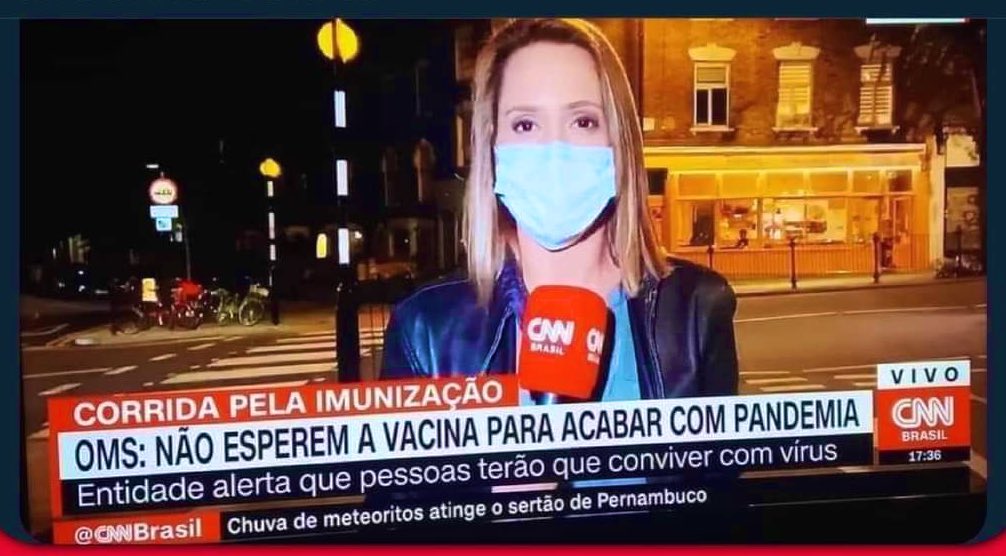 CNN
BRASIL
CN
CORRIDA PELA IMUNIZAÇÃO
OMS: NÃO ESPEREM A VACINA PARA ACABAR COM PANDEMIA
Entidade alerta que pessoas terão que conviver com vírus
VIVO
CNN
BRASIL
17:36
@CNNBrasil Chuva de meteoritos atinge o sertão de Pernambuco